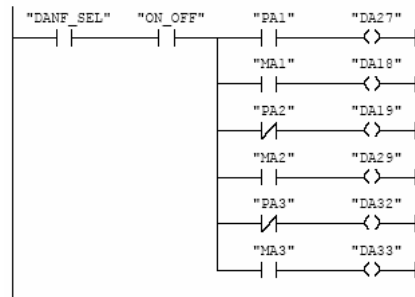 "DANF_SEL" "ON_OFF" "PA1" "DA27"
"MA1" "DA18"
"PA2" "DA19"
"MA2" "DA29"
"PA3" "DA32"
"MA3" "DA33"